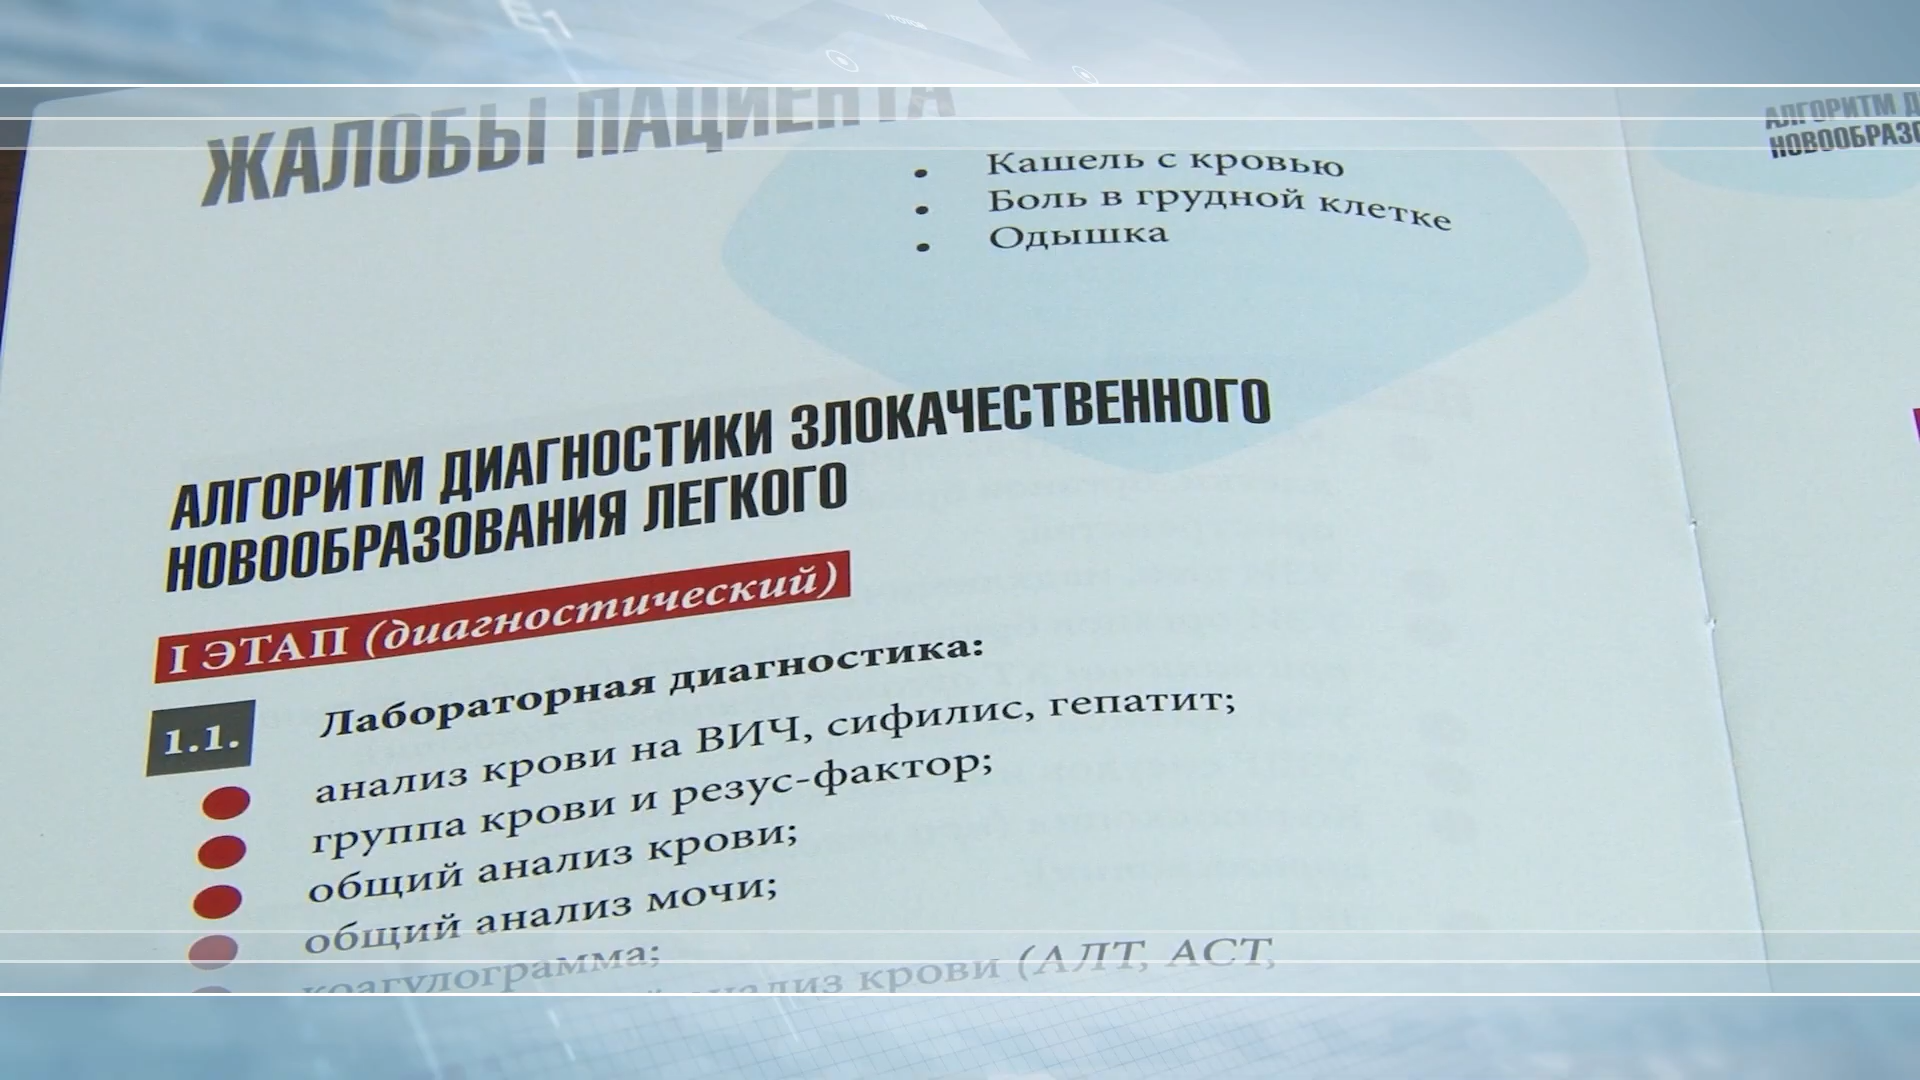 ЖАЛОБЫ ПАЦИЕНТА
• Кашель с кровью
• Боль в грудной клетке
• Одышка
АЛГОРИТМ ДИАГНОСТИКИ ЗЛОКАЧЕСТВЕННОГО
НОВООБРАЗОВАНИЯ ЛЕГКОГО
I ЭТАП (диагностический)
1.1. Лабораторная диагностика:
анализ крови на ВИЧ, сифилис, гепатит;
группа крови и резус-фактор;
общий анализ крови;
общий анализ мочи;
коагулограмма;
анализ крови (АЛТ, АСТ,
АЛГОРИТМ